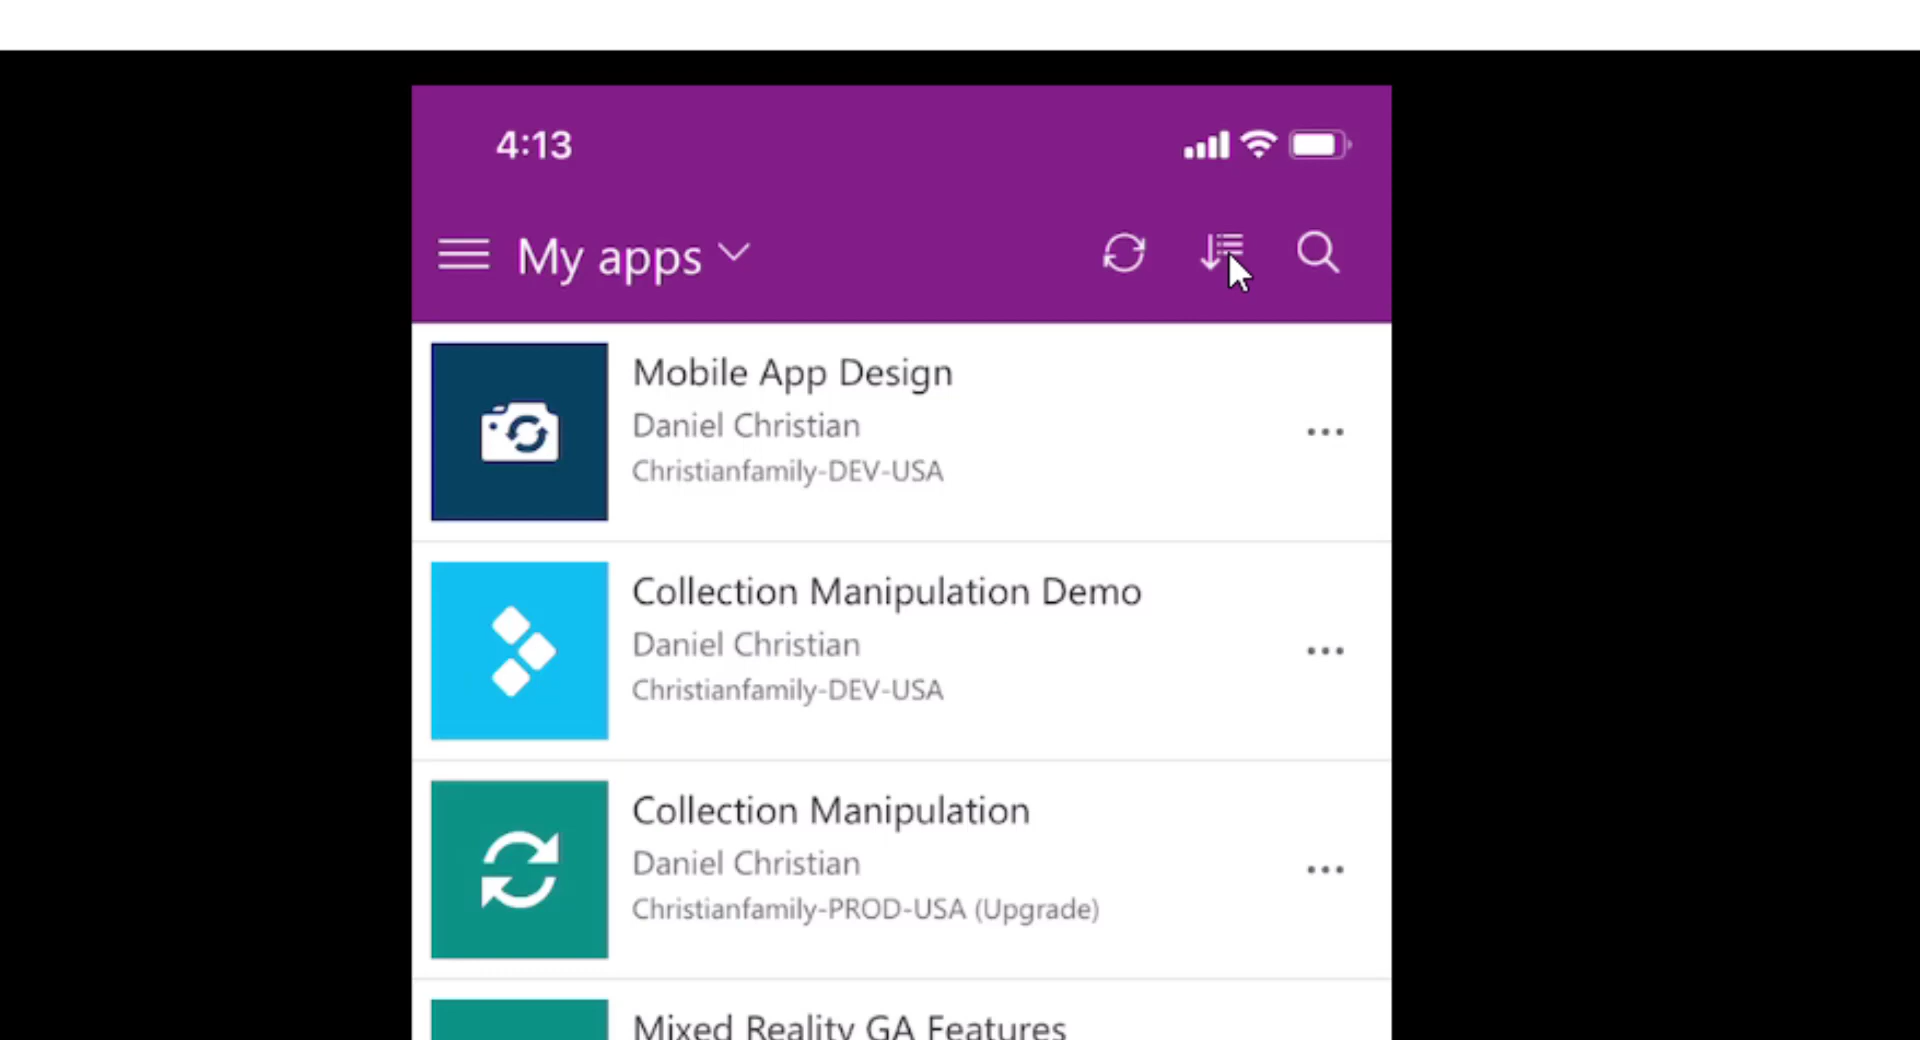 4:13
My apps
Mobile App Design
Daniel Christian
Christianfamily-DEV-USA
Collection Manipulation Demo
Daniel Christian
Christianfamily-DEV-USA
Collection Manipulation
Daniel Christian
Christianfamily-PROD-USA (Upgrade)
Mixed Reality GA Features